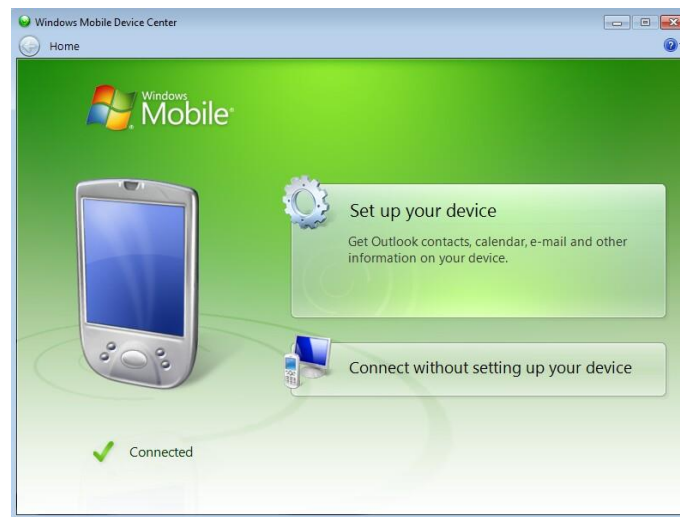 Windows Mobile Device Center
Home
Windows
Mobile®
Set up your device
Get Outlook contacts, calendar, e-mail and other
information on your device.
Connect without setting up your device
Connected